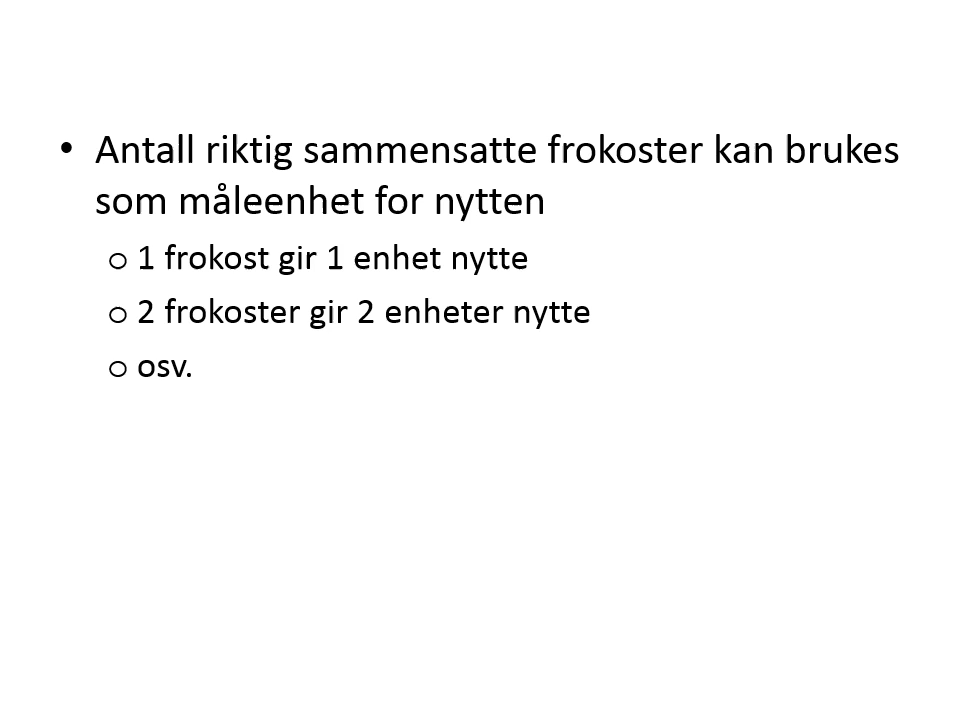 • Antall riktig sammensatte frokoster kan brukes
som måleenhet for nytten
o 1 frokost gir 1 enhet nytte
o 2 frokoster gir 2 enheter nytte
o osv.